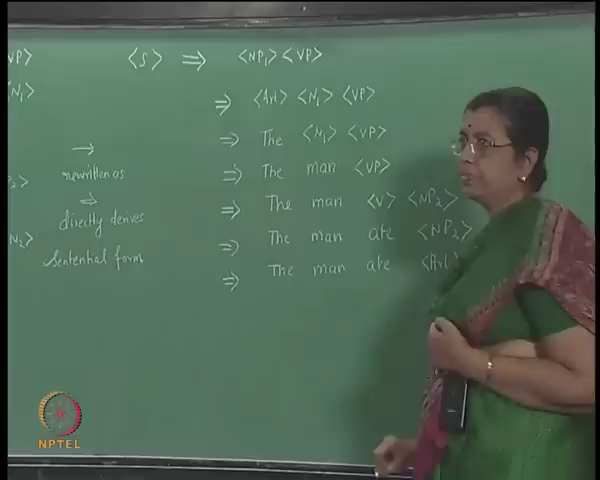 VP⟩
⟨S⟩ ⇒ ⟨NP₁⟩ ⟨VP⟩
N₁⟩
⇒ ⟨Art⟩ ⟨N₁⟩ ⟨VP⟩
⇒ The ⟨N₁⟩ ⟨VP⟩
→
rewritten as
⇒ The man ⟨VP⟩
P₂⟩
⇒
directly derives
⇒ The man ⟨V⟩ ⟨NP₂⟩
N₂⟩
sentential form
⇒ The man ate ⟨NP₂⟩
⇒ The man ate ⟨Art⟩
NPTEL